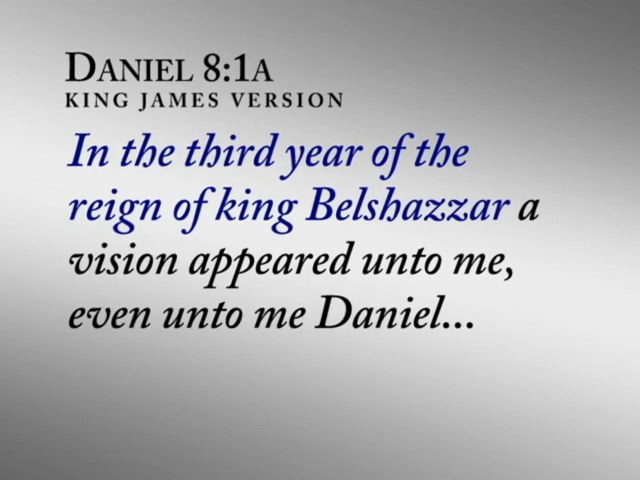 DANIEL 8:1A
KING JAMES VERSION
In the third year of the
reign of king Belshazzar a
vision appeared unto me,
even unto me Daniel...